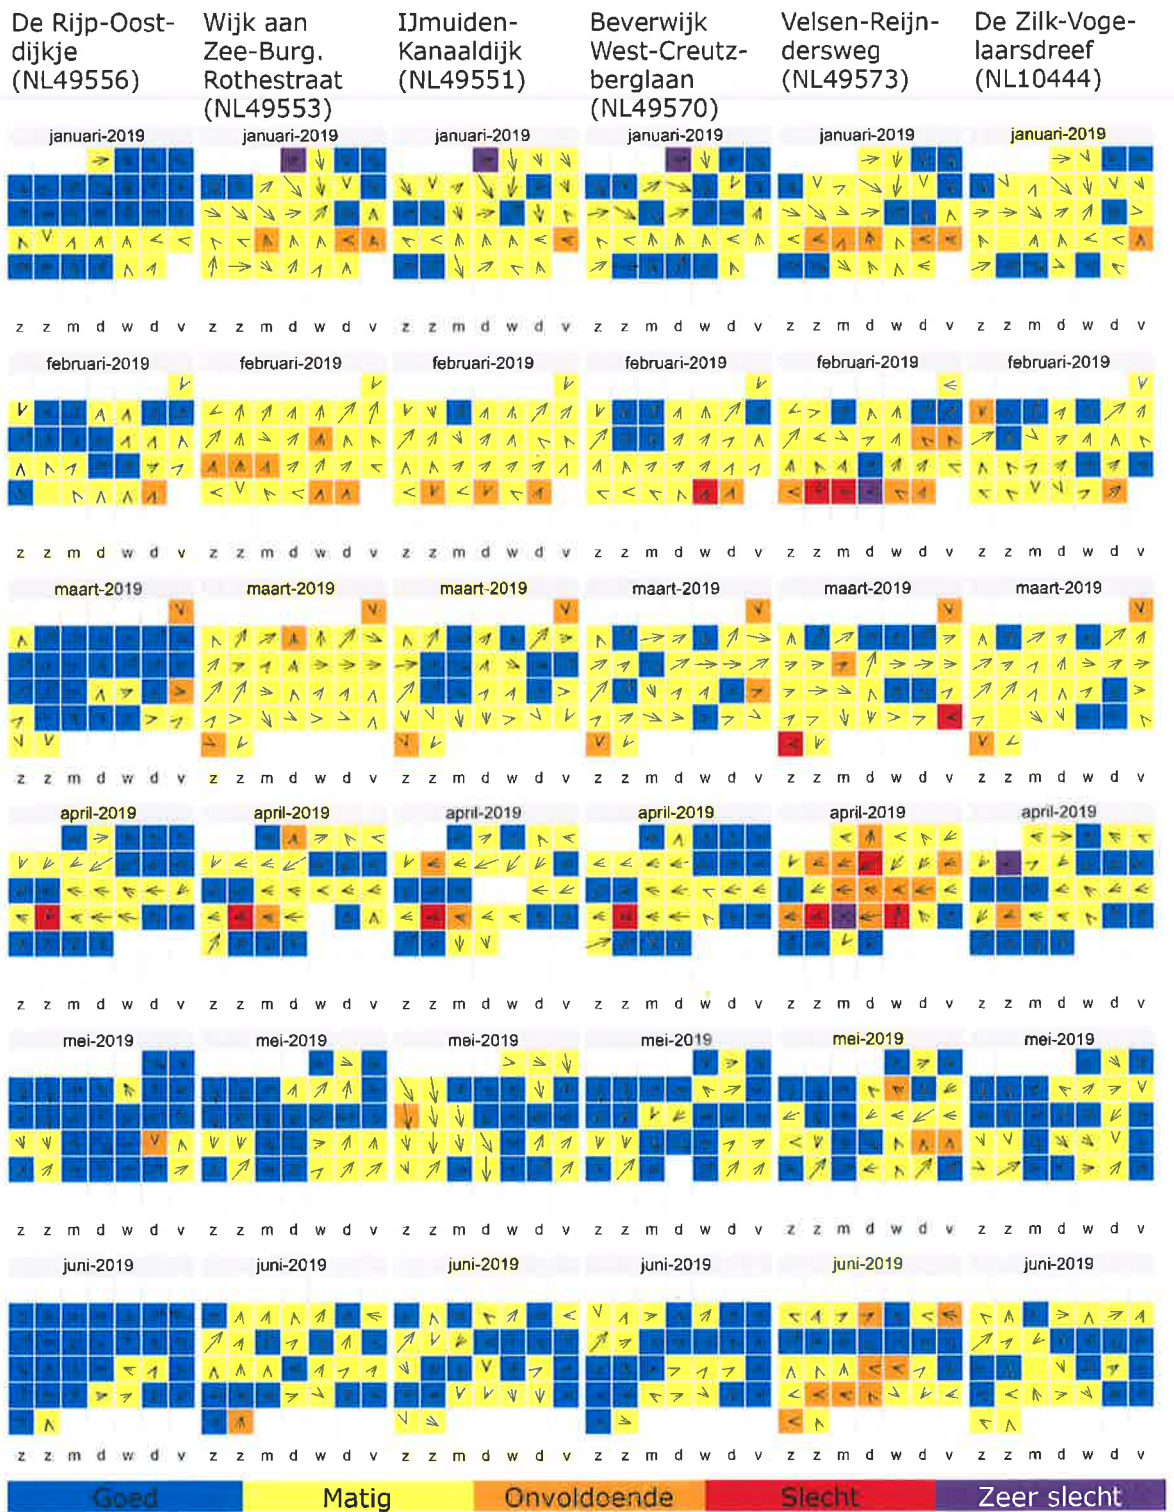 De Rijp-Oost-
dijkje
(NL49556)
Wijk aan
Zee-Burg.
Rothestraat
(NL49553)
IJmuiden-
Kanaaldijk
(NL49551)
Beverwijk
West-Creutz-
berglaan
(NL49570)
Velsen-Reijn-
dersweg
(NL49573)
De Zilk-Voge-
laarsdreef
(NL10444)
januari-2019 januari-2019 januari-2019 januari-2019 januari-2019 januari-2019
z z m d w d v z z m d w d v z z m d w d v z z m d w d v z z m d w d v z z m d w d v
februari-2019 februari-2019 februari-2019 februari-2019 februari-2019 februari-2019
z z m d w d v z z m d w d v z z m d w d v z z m d w d v z z m d w d v z z m d w d v
maart-2019 maart-2019 maart-2019 maart-2019 maart-2019 maart-2019
z z m d w d v z z m d w d v z z m d w d v z z m d w d v z z m d w d v z z m d w d v
april-2019 april-2019 april-2019 april-2019 april-2019 april-2019
z z m d w d v z z m d w d v z z m d w d v z z m d w d v z z m d w d v z z m d w d v
mei-2019 mei-2019 mei-2019 mei-2019 mei-2019 mei-2019
z z m d w d v z z m d w d v z z m d w d v z z m d w d v z z m d w d v z z m d w d v
juni-2019 juni-2019 juni-2019 juni-2019 juni-2019 juni-2019
z z m d w d v z z m d w d v z z m d w d v z z m d w d v z z m d w d v z z m d w d v
Goed Matig Onvoldoende Slecht Zeer slecht